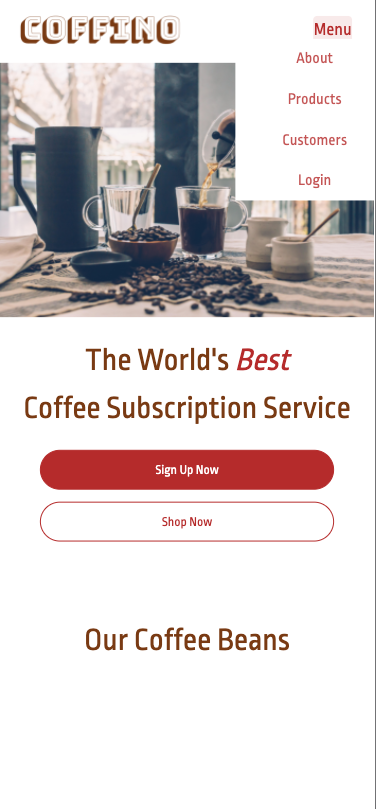 COFFINO
Menu
About
Products
Customers
Login
The World's Best
Coffee Subscription Service
Sign Up Now
Shop Now
Our Coffee Beans